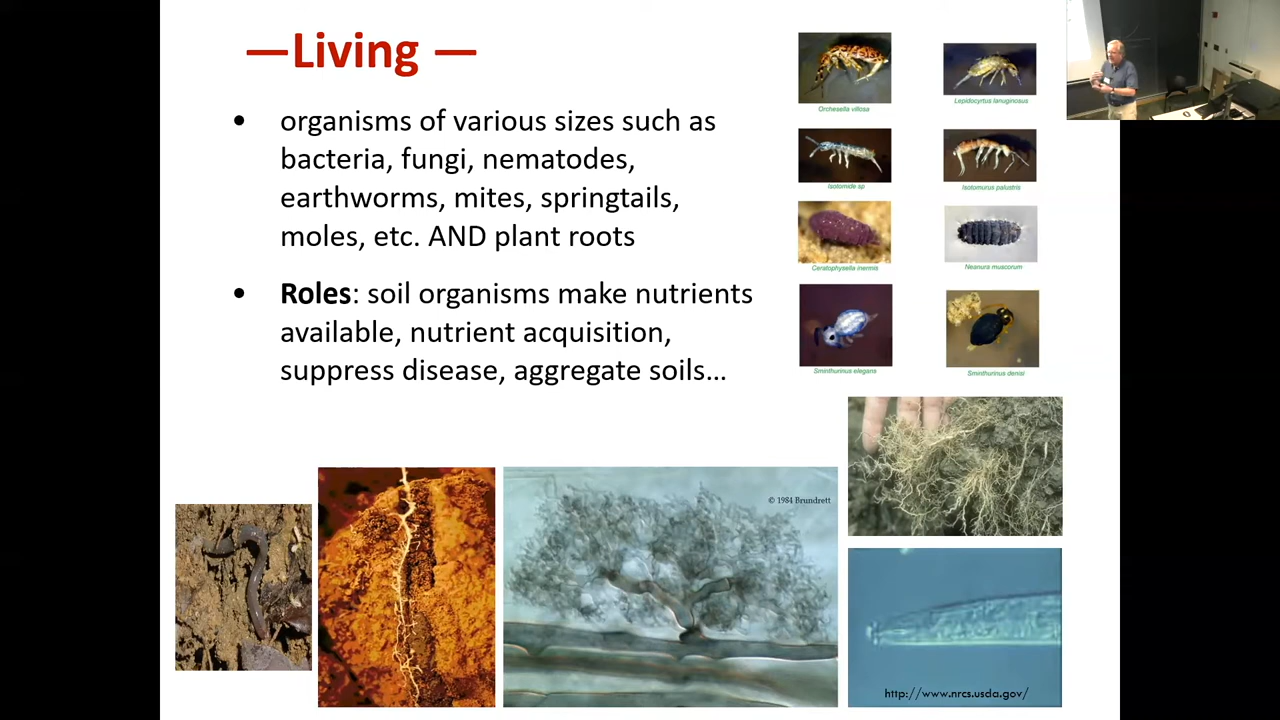 —Living —
• organisms of various sizes such as
bacteria, fungi, nematodes,
earthworms, mites, springtails,
moles, etc. AND plant roots
• Roles: soil organisms make nutrients
available, nutrient acquisition,
suppress disease, aggregate soils…
Orchesella villosa
Lepidocyrtus lanuginosus
Isotomide sp
Isotomurus palustris
Ceratophysella inermis
Neanura muscorum
Sminthurinus elegans
Sminthurinus denisi
© 1984 Brundrett
http://www.nrcs.usda.gov/